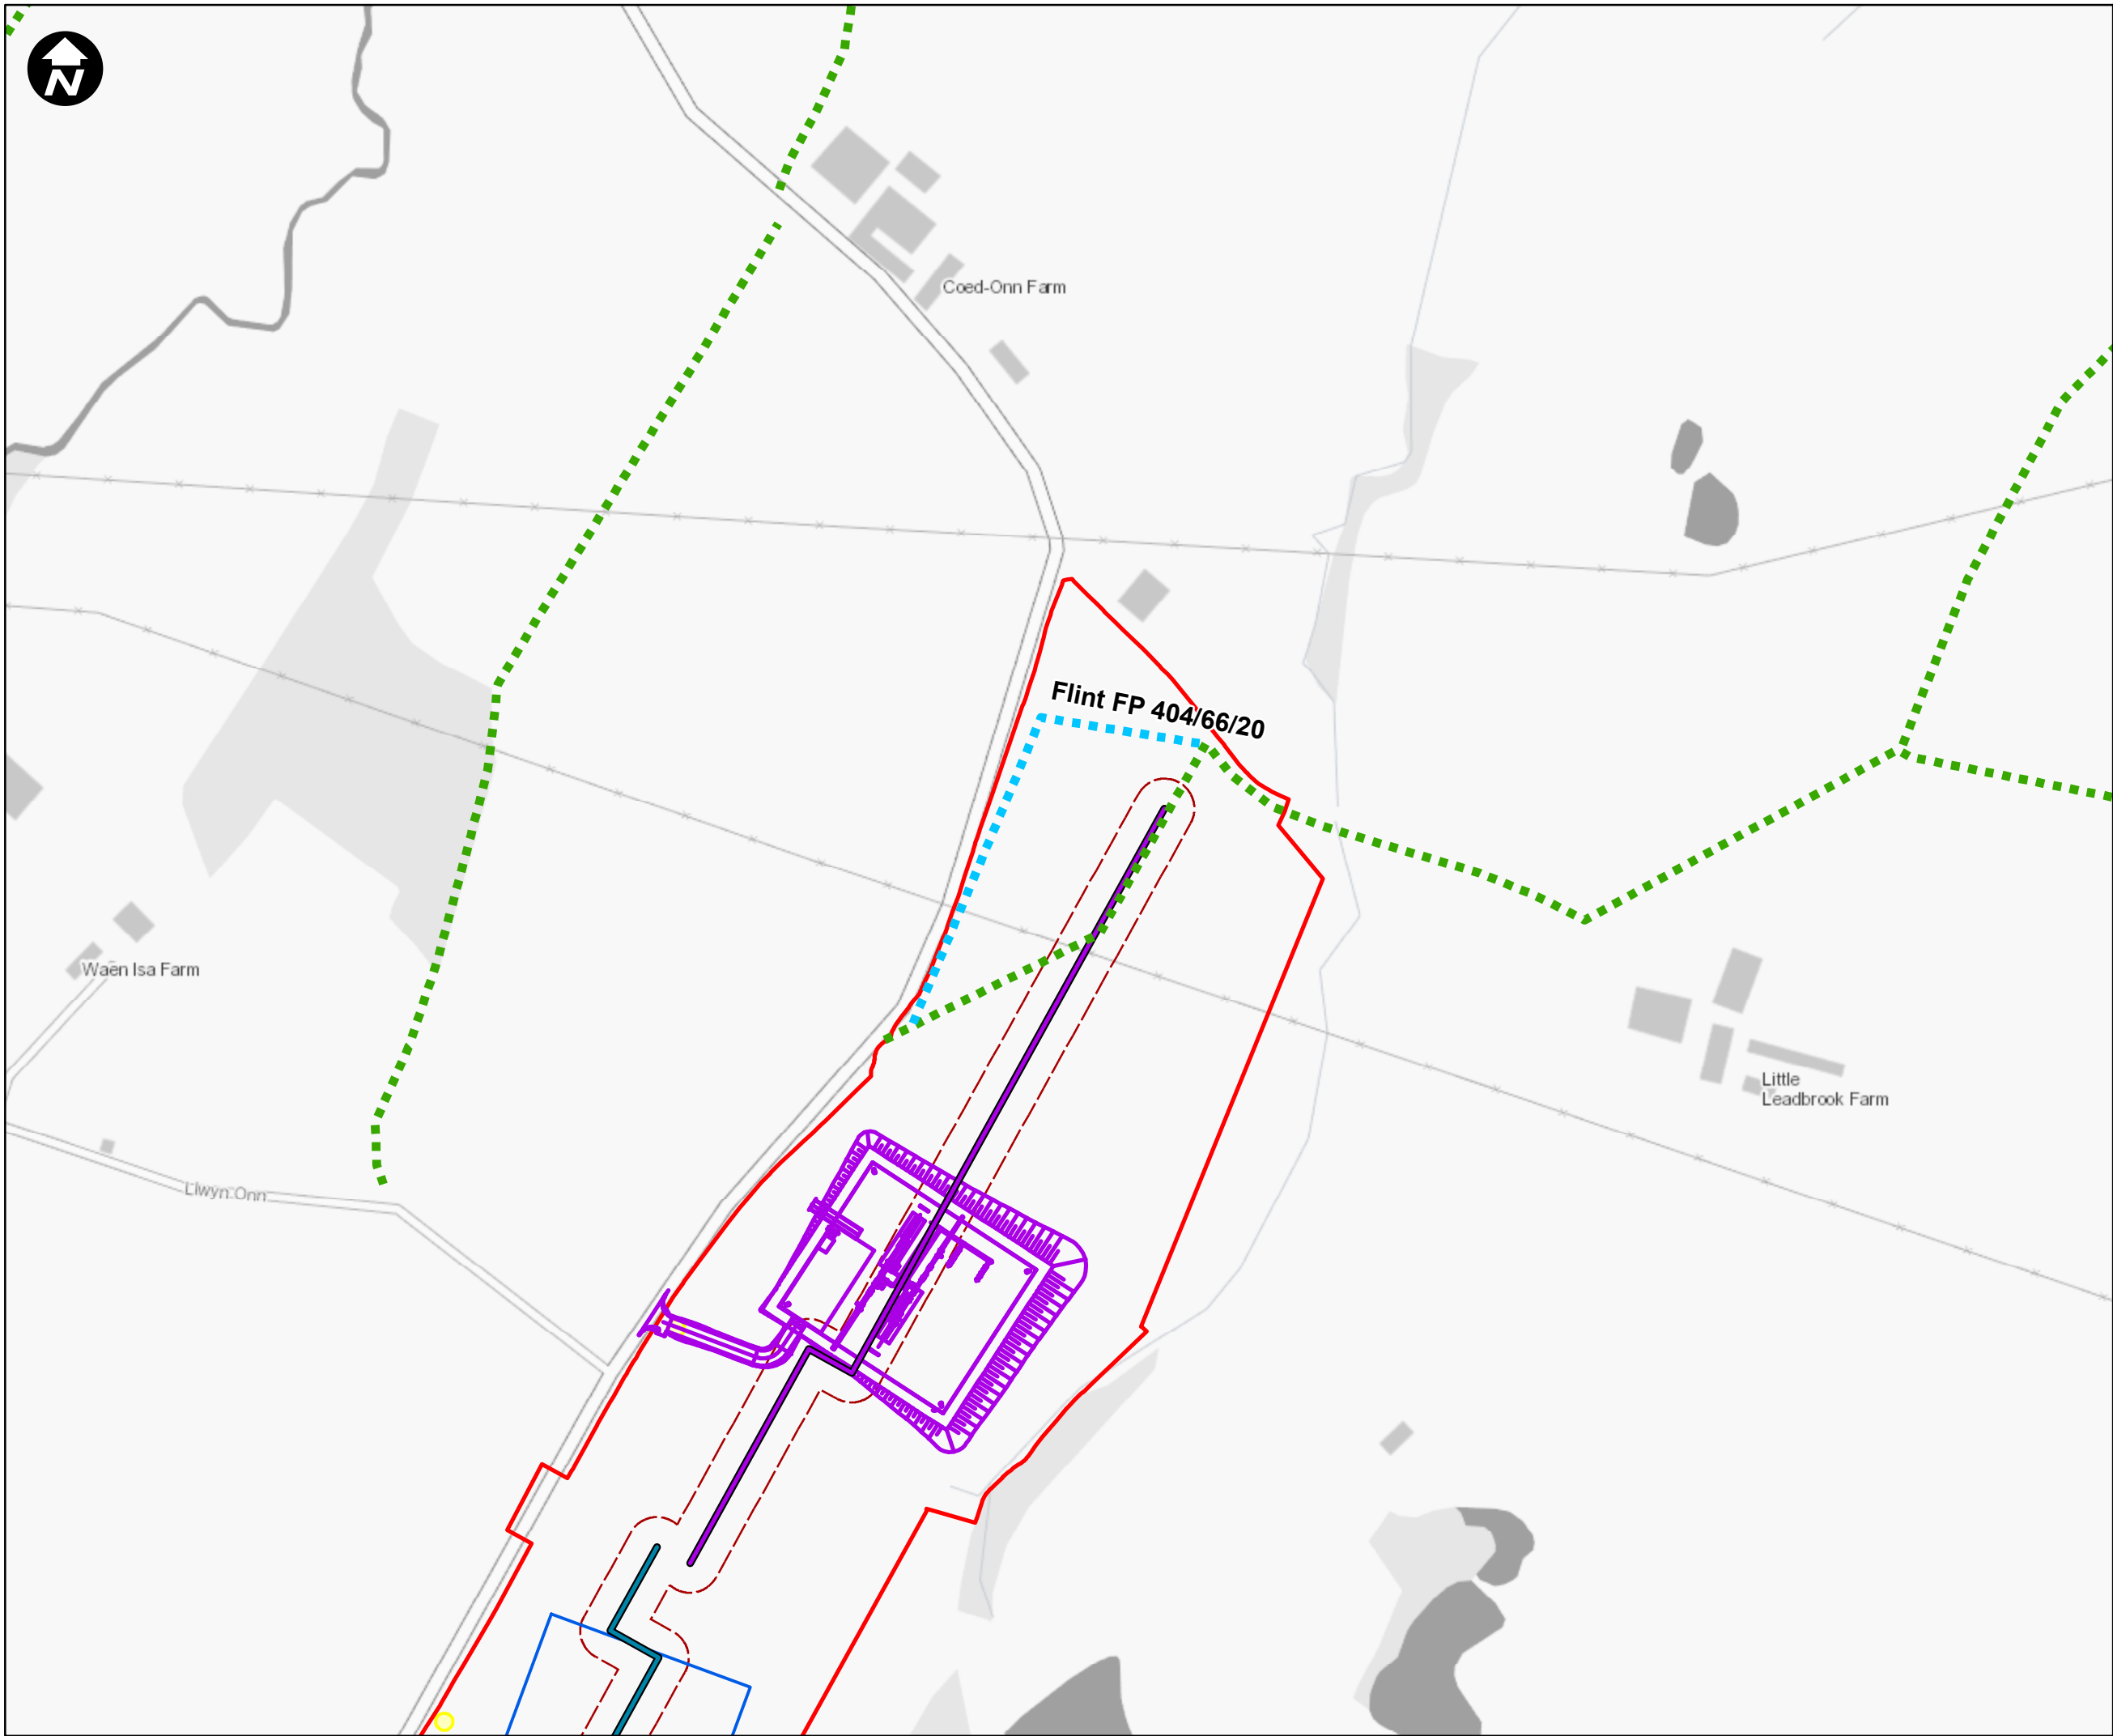 N
Coed-Onn Farm
Flint FP 404/66/20
Waen Isa Farm
Little
Leadbrook Farm
Llwyn Onn